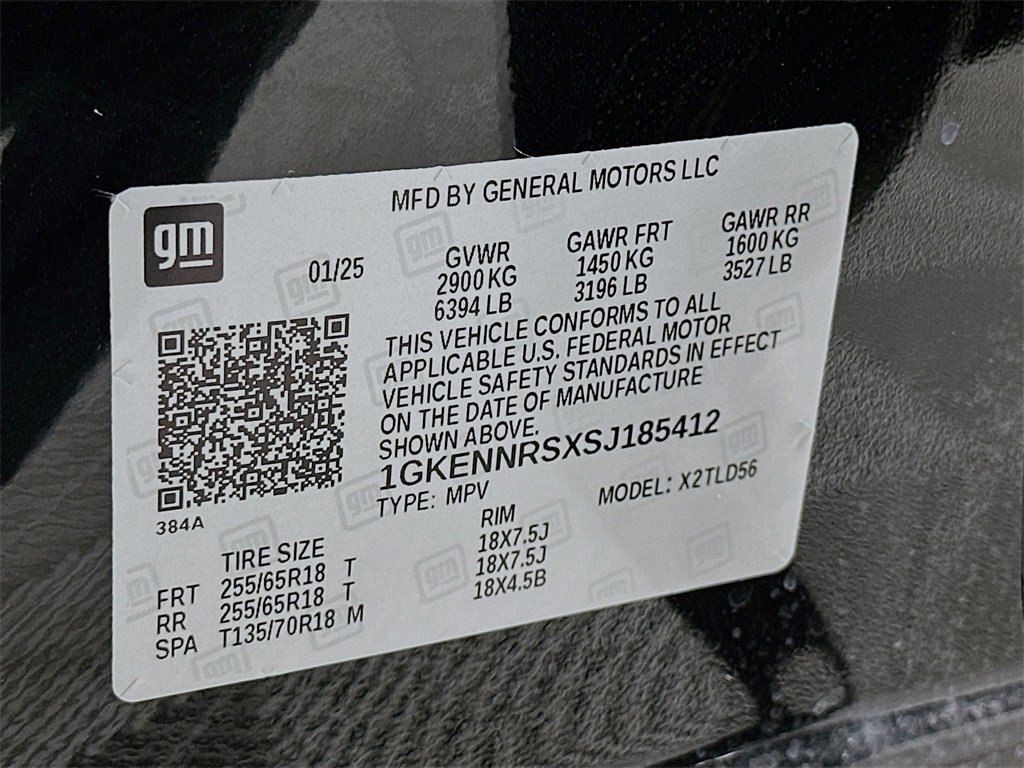 MFD BY GENERAL MOTORS LLC
gm
01/25
GVWR
2900 KG
6394 LB
GAWR FRT
1450 KG
3196 LB
GAWR RR
1600 KG
3527 LB
THIS VEHICLE CONFORMS TO ALL
APPLICABLE U.S. FEDERAL MOTOR
VEHICLE SAFETY STANDARDS IN EFFECT
ON THE DATE OF MANUFACTURE
SHOWN ABOVE.
1GKENNRSXSJ185412
TYPE: MPV MODEL: X2TLD56
384A
TIRE SIZE RIM
FRT 255/65R18 T 18X7.5J
RR 255/65R18 T 18X7.5J
SPA T135/70R18 M 18X4.5B